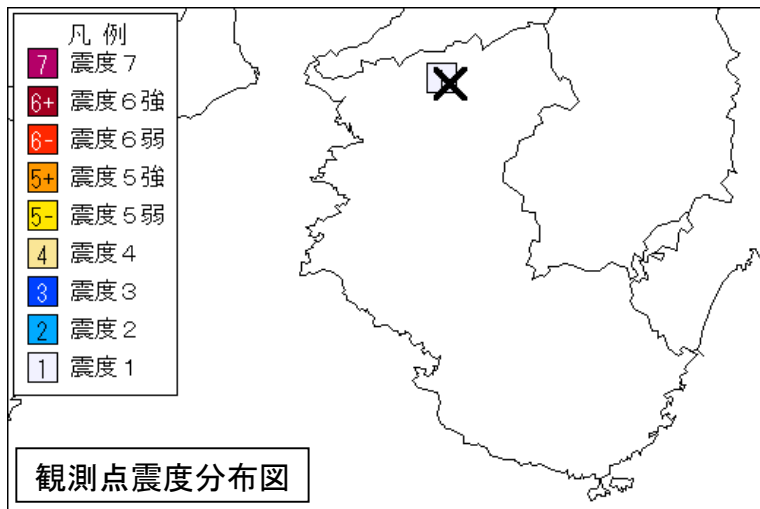 凡 例
7 震度７
6+ 震度６強
6- 震度６弱
5+ 震度５強
5- 震度５弱
4 震度４
3 震度３
2 震度２
1 震度１
観測点震度分布図